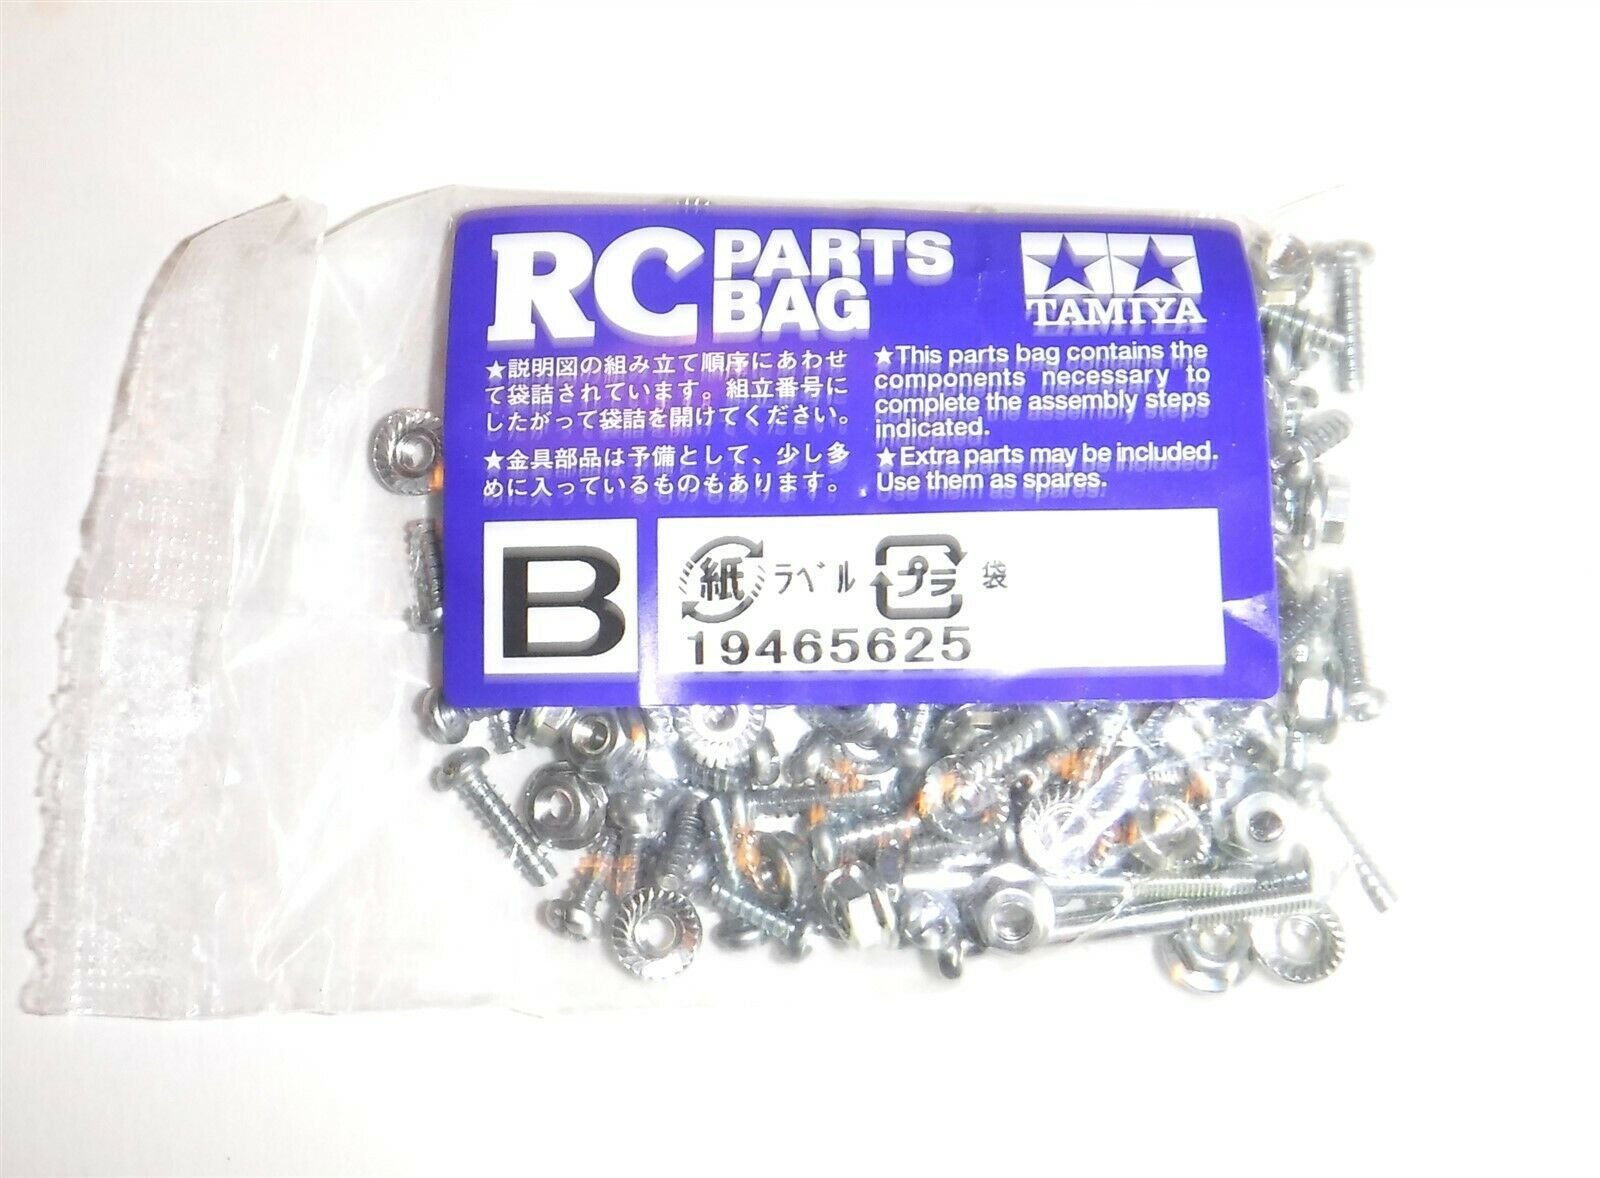 RC PARTS BAG
TAMIYA
★説明図の組み立て順序にあわせ
て袋詰されています。組立番号に
したがって袋詰を開けてください。
★金具部品は予備として、少し多
めに入っているものもあります。
★This parts bag contains the
components necessary to
complete the assembly steps
indicated.
★Extra parts may be included.
Use them as spares.
B
紙 ラベル プラ 袋
19465625